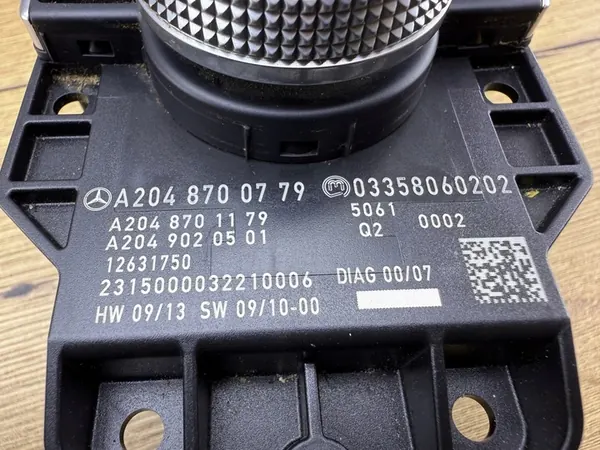 A204 870 07 79 03358060202
A204 870 11 79 5061
A204 902 05 01 Q2 0002
12631750
2315000032210006 DIAG 00/07
HW 09/13 SW 09/10-00